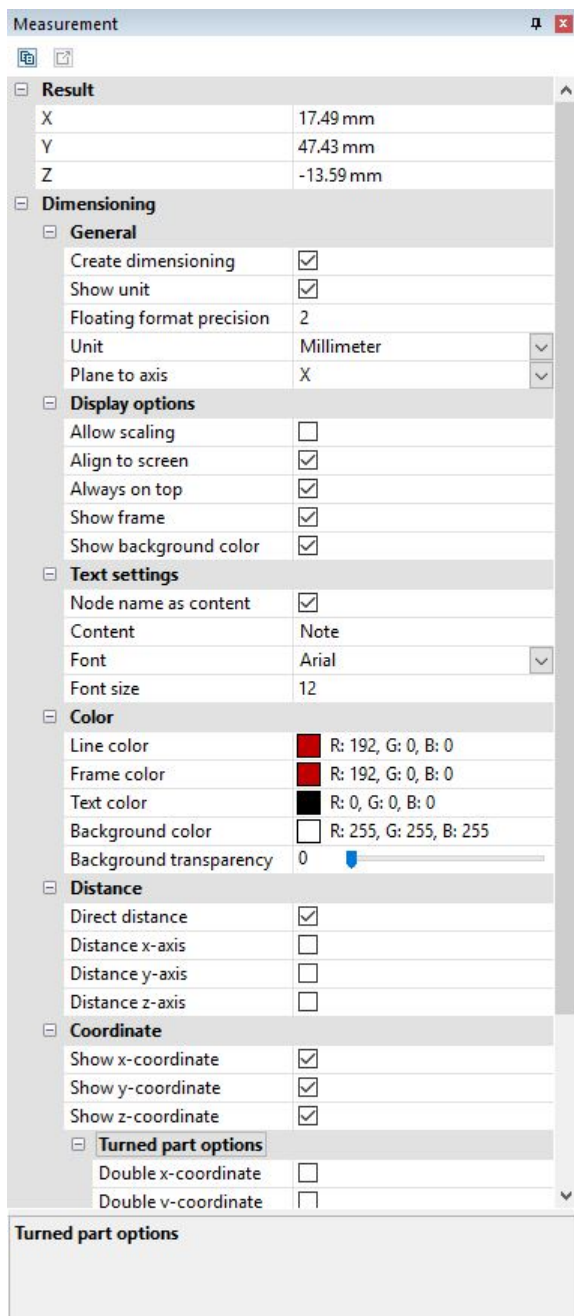 Measurement
Result
X 17.49 mm
Y 47.43 mm
Z -13.59 mm
Dimensioning
General
Create dimensioning
Show unit
Floating format precision 2
Unit Millimeter
Plane to axis X
Display options
Allow scaling
Align to screen
Always on top
Show frame
Show background color
Text settings
Node name as content
Content Note
Font Arial
Font size 12
Color
Line color R: 192, G: 0, B: 0
Frame color R: 192, G: 0, B: 0
Text color R: 0, G: 0, B: 0
Background color R: 255, G: 255, B: 255
Background transparency 0
Distance
Direct distance
Distance x-axis
Distance y-axis
Distance z-axis
Coordinate
Show x-coordinate
Show y-coordinate
Show z-coordinate
Turned part options
Double x-coordinate
Double y-coordinate
Turned part options